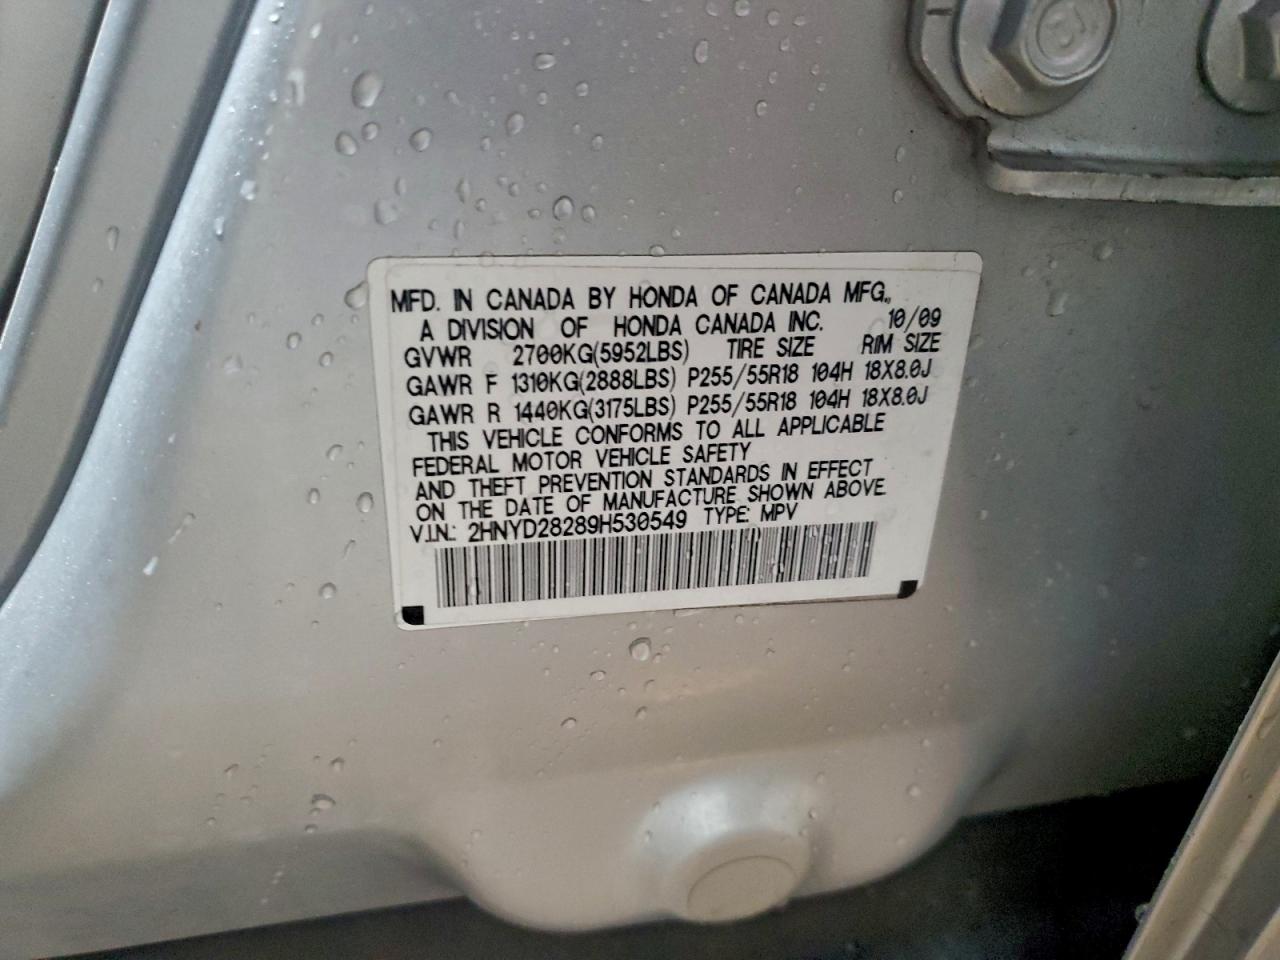 MFD. IN CANADA BY HONDA OF CANADA MFG.,
A DIVISION OF HONDA CANADA INC. 10/09
GVWR 2700KG(5952LBS) TIRE SIZE RIM SIZE
GAWR F 1310KG(2888LBS) P255/55R18 104H 18X8.0J
GAWR R 1440KG(3175LBS) P255/55R18 104H 18X8.0J
THIS VEHICLE CONFORMS TO ALL APPLICABLE
FEDERAL MOTOR VEHICLE SAFETY
AND THEFT PREVENTION STANDARDS IN EFFECT
ON THE DATE OF MANUFACTURE SHOWN ABOVE.
V.I.N.: 2HNYD28289H530549 TYPE: MPV